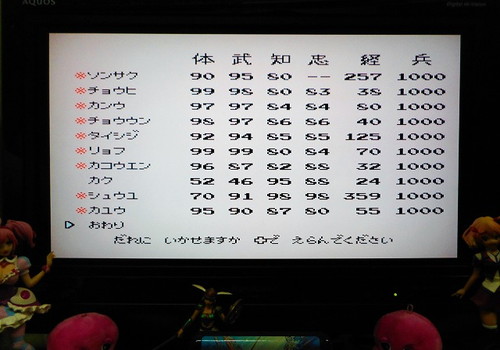 AQUOS
体 武 知 忠 経 兵
※ソンサク 90 95 80 -- 257 1000
※チョウヒ 99 98 80 83 38 1000
※カンウ 97 97 84 84 80 1000
※チョウウン 98 97 86 86 40 1000
※タイシジ 92 94 85 85 125 1000
※リョフ 99 99 80 84 70 1000
※カコウエン 96 87 82 88 32 1000
カク 52 46 95 88 24 1000
※シュウユ 70 91 98 98 359 1000
※カユウ 95 90 87 80 55 1000
▷ おわり
だれに いかせますか ✚で えらんでください